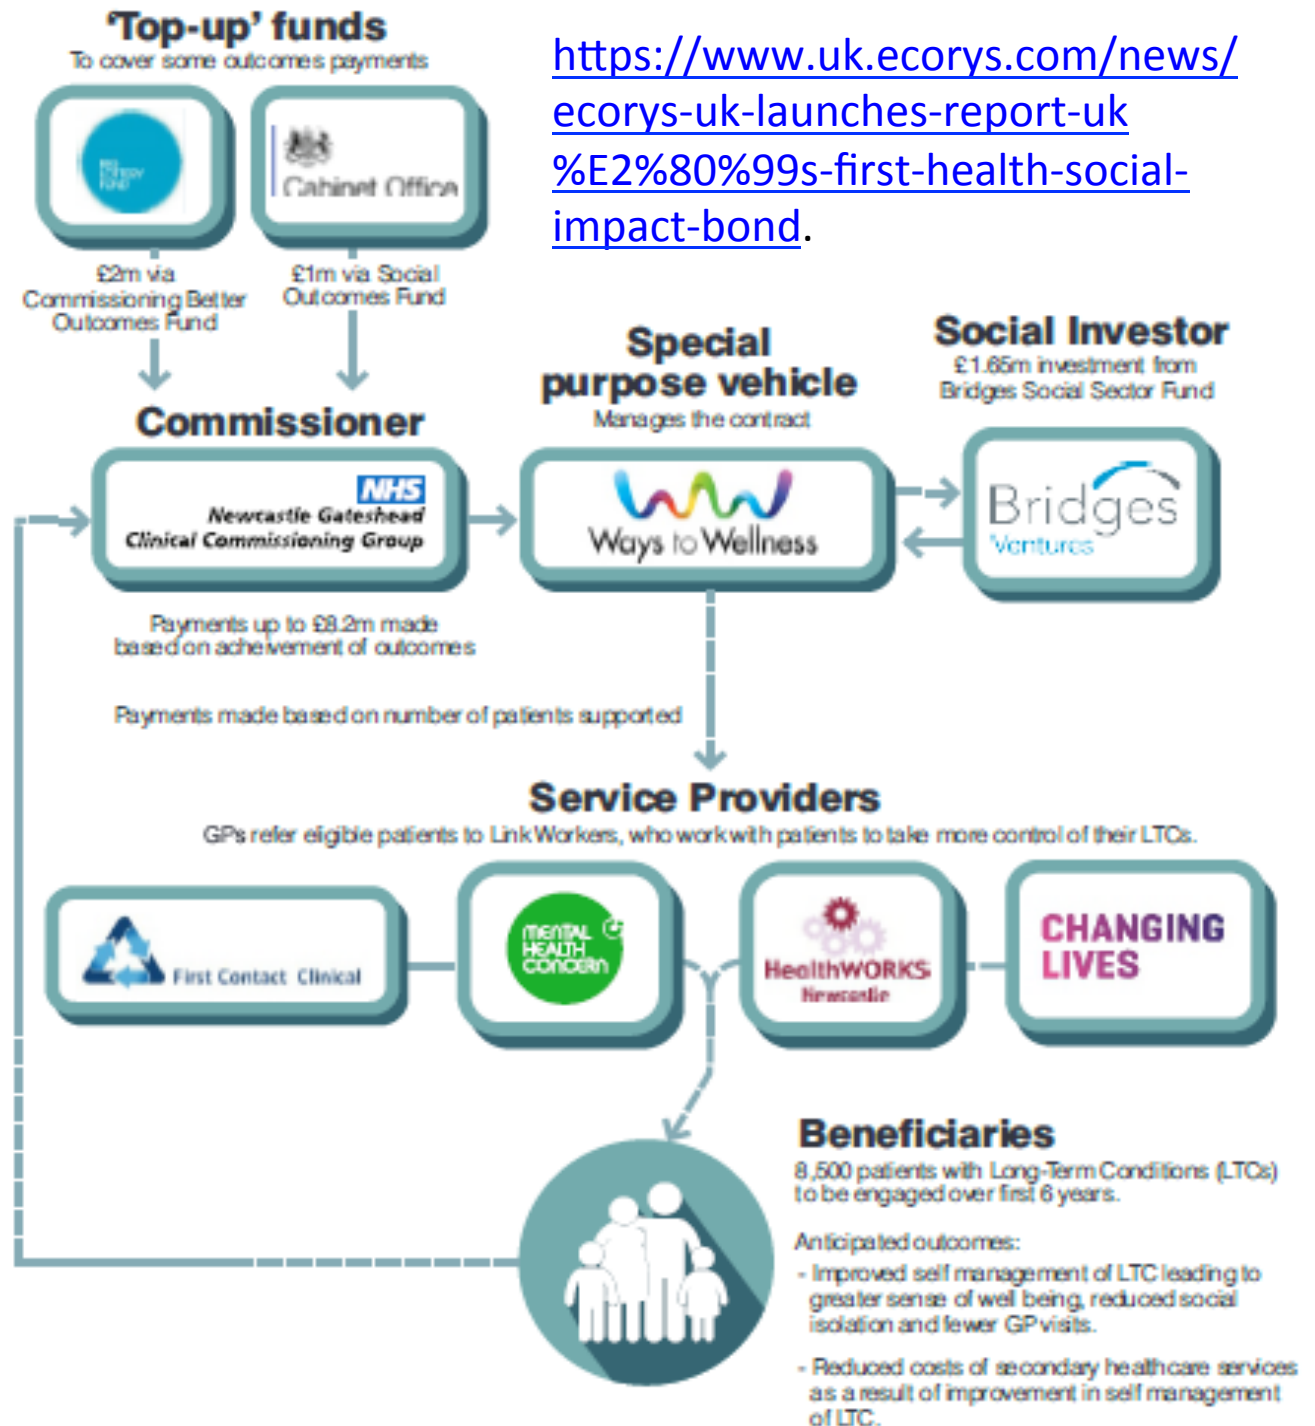 'Top-up' funds
To cover some outcomes payments
https://www.uk.ecorys.com/news/
ecorys-uk-launches-report-uk
%E2%80%99s-first-health-social-
impact-bond.
BIG
LOTTERY
FUND
Cabinet Office
£2m via
Commissioning Better
Outcomes Fund
£1m via Social
Outcomes Fund
Special
purpose vehicle
Manages the contract
Social Investor
£1.65m investment from
Bridges Social Sector Fund
Commissioner
NHS
Newcastle Gateshead
Clinical Commissioning Group
Ways to Wellness
Bridges
Ventures
Payments up to £8.2m made
based on acheivement of outcomes
Payments made based on number of patients supported
Service Providers
GPs refer eligible patients to Link Workers, who work with patients to take more control of their LTCs.
First Contact Clinical
MENTAL
HEALTH
CONCERN
HealthWORKS
Newcastle
CHANGING
LIVES
Beneficiaries
8,500 patients with Long-Term Conditions (LTCs)
to be engaged over first 6 years.
Anticipated outcomes:
- Improved self management of LTC leading to
greater sense of well being, reduced social
isolation and fewer GP visits.
- Reduced costs of secondary healthcare services
as a result of improvement in self management
of LTC.